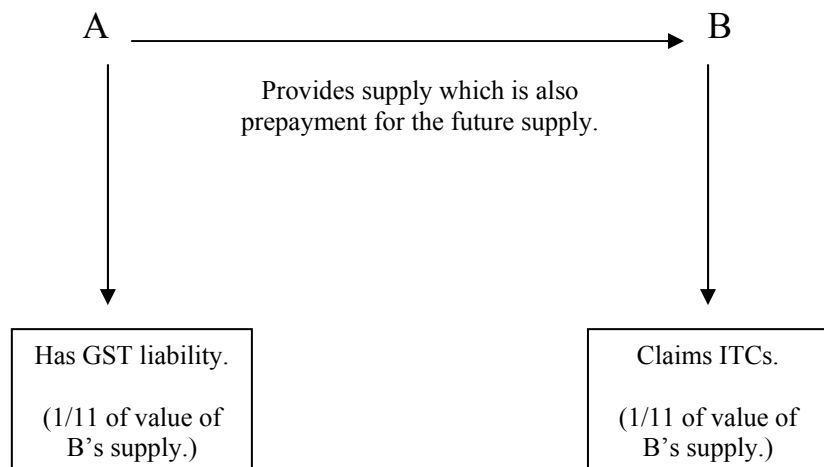 A B
Provides supply which is also
prepayment for the future supply.
Has GST liability.
(1/11 of value of
B’s supply.)
Claims ITCs.
(1/11 of value of
B’s supply.)